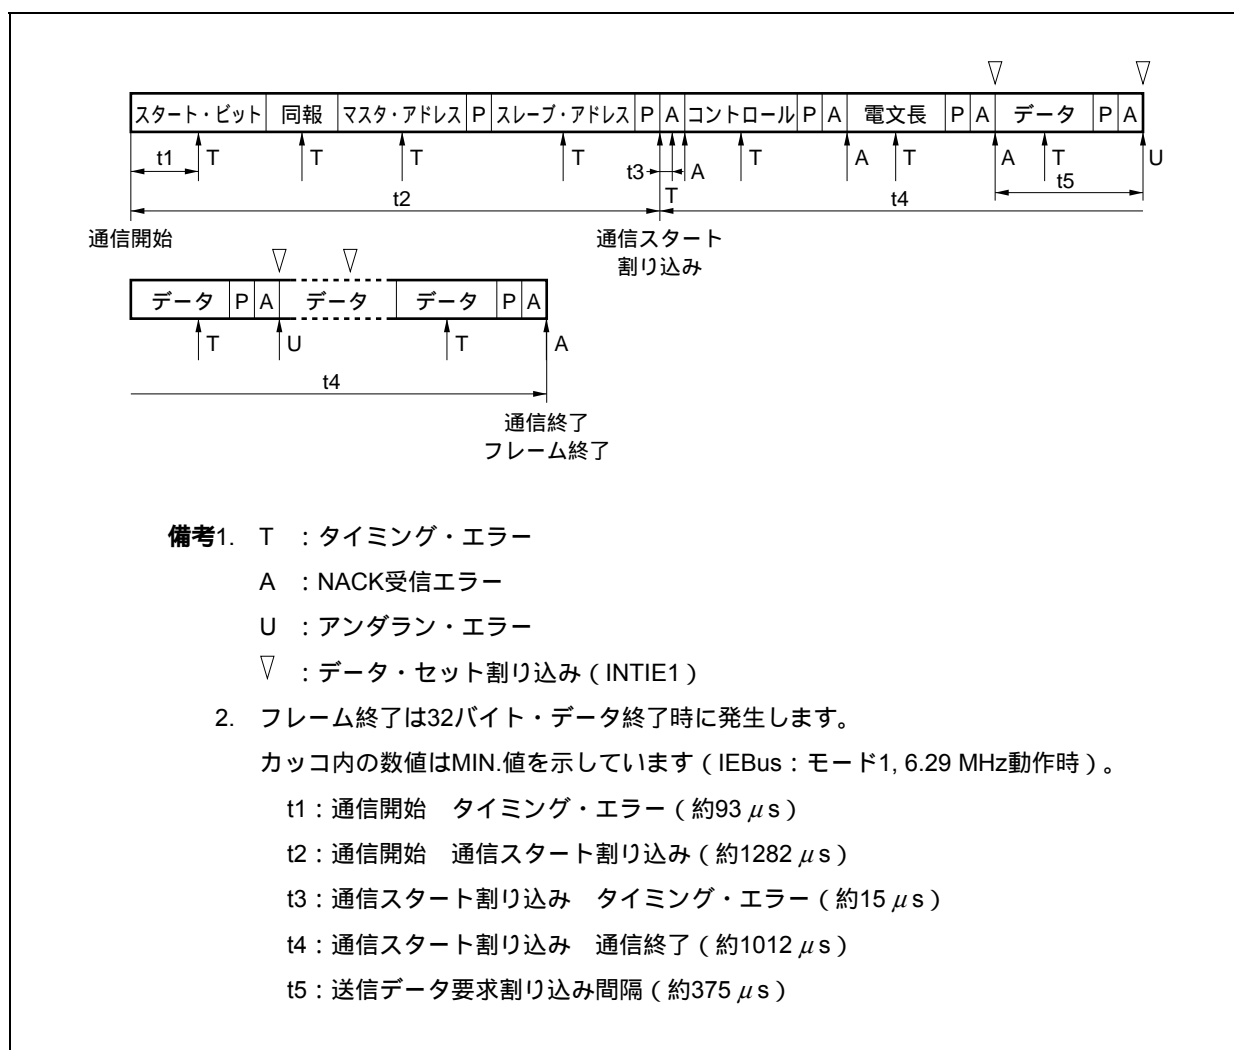 スタート・ビット 同報 マスタ・アドレス P スレーブ・アドレス P A コントロール P A 電文長 P A データ P A
t1 T T T T t3 A T A T A T U
T t5
t2 t4
通信開始 通信スタート
割り込み
データ P A データ データ P A
T U T A
t4
通信終了
フレーム終了
備考1. T :タイミング・エラー
A :NACK受信エラー
U :アンダラン・エラー
▽ :データ・セット割り込み(INTIE1)
2. フレーム終了は32バイト・データ終了時に発生します。
カッコ内の数値はMIN.値を示しています(IEBus:モード1, 6.29 MHz動作時)。
t1:通信開始 タイミング・エラー(約93 μs)
t2:通信開始 通信スタート割り込み(約1282 μs)
t3:通信スタート割り込み タイミング・エラー(約15 μs)
t4:通信スタート割り込み 通信終了(約1012 μs)
t5:送信データ要求割り込み間隔(約375 μs)